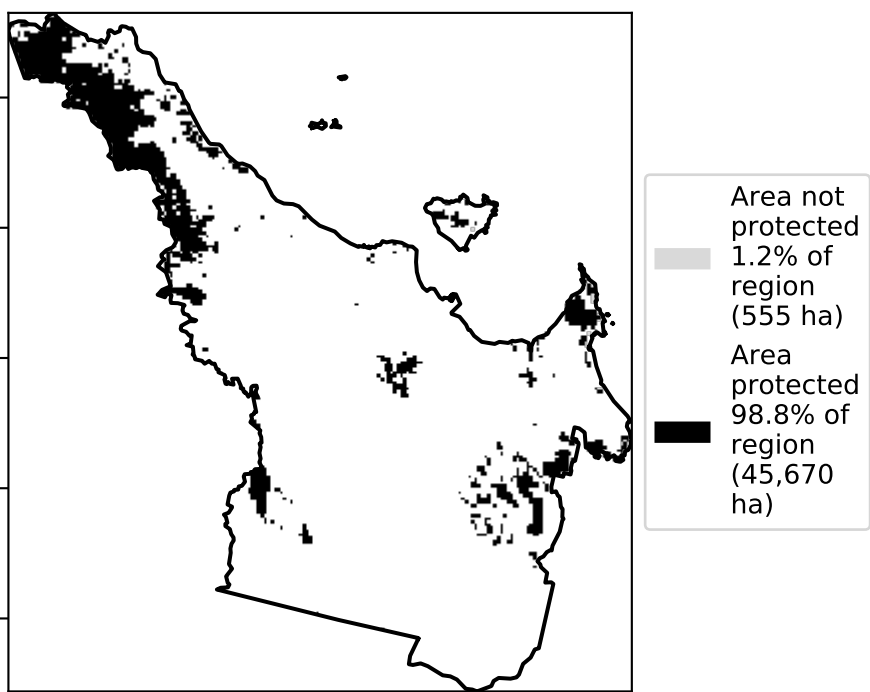 Area not
protected
1.2% of
region
(555 ha)
Area
protected
98.8% of
region
(45,670
ha)